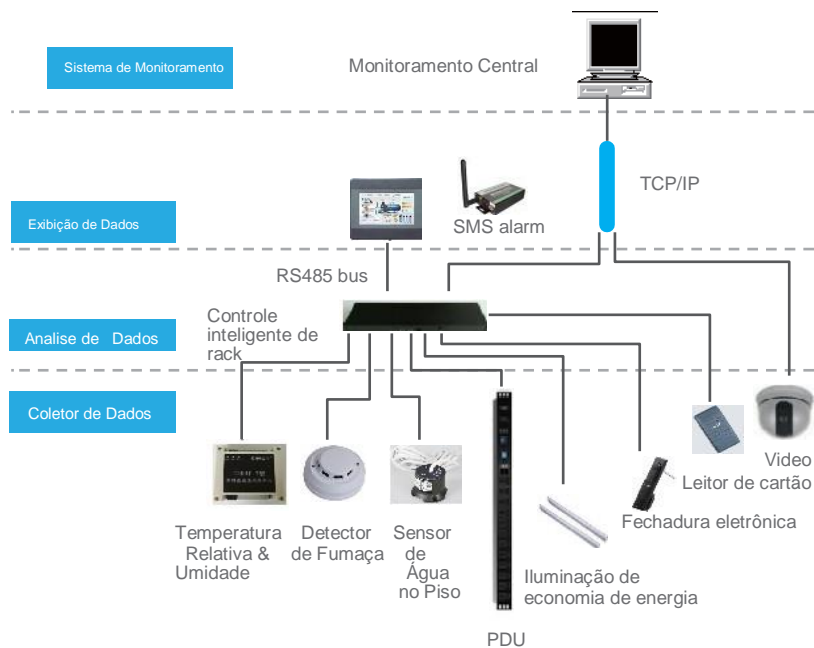 Sistema de Monitoramento
Monitoramento Central
TCP/IP
SMS alarm
Exibição de Dados
RS485 bus
Controle
inteligente de
rack
Analise de Dados
Coletor de Dados
Video
Leitor de cartão
Fechadura eletrônica
Temperatura
Relativa &
Umidade
Detector
de Fumaça
Sensor
de
Água
no Piso
Iluminação de
economia de energia
PDU